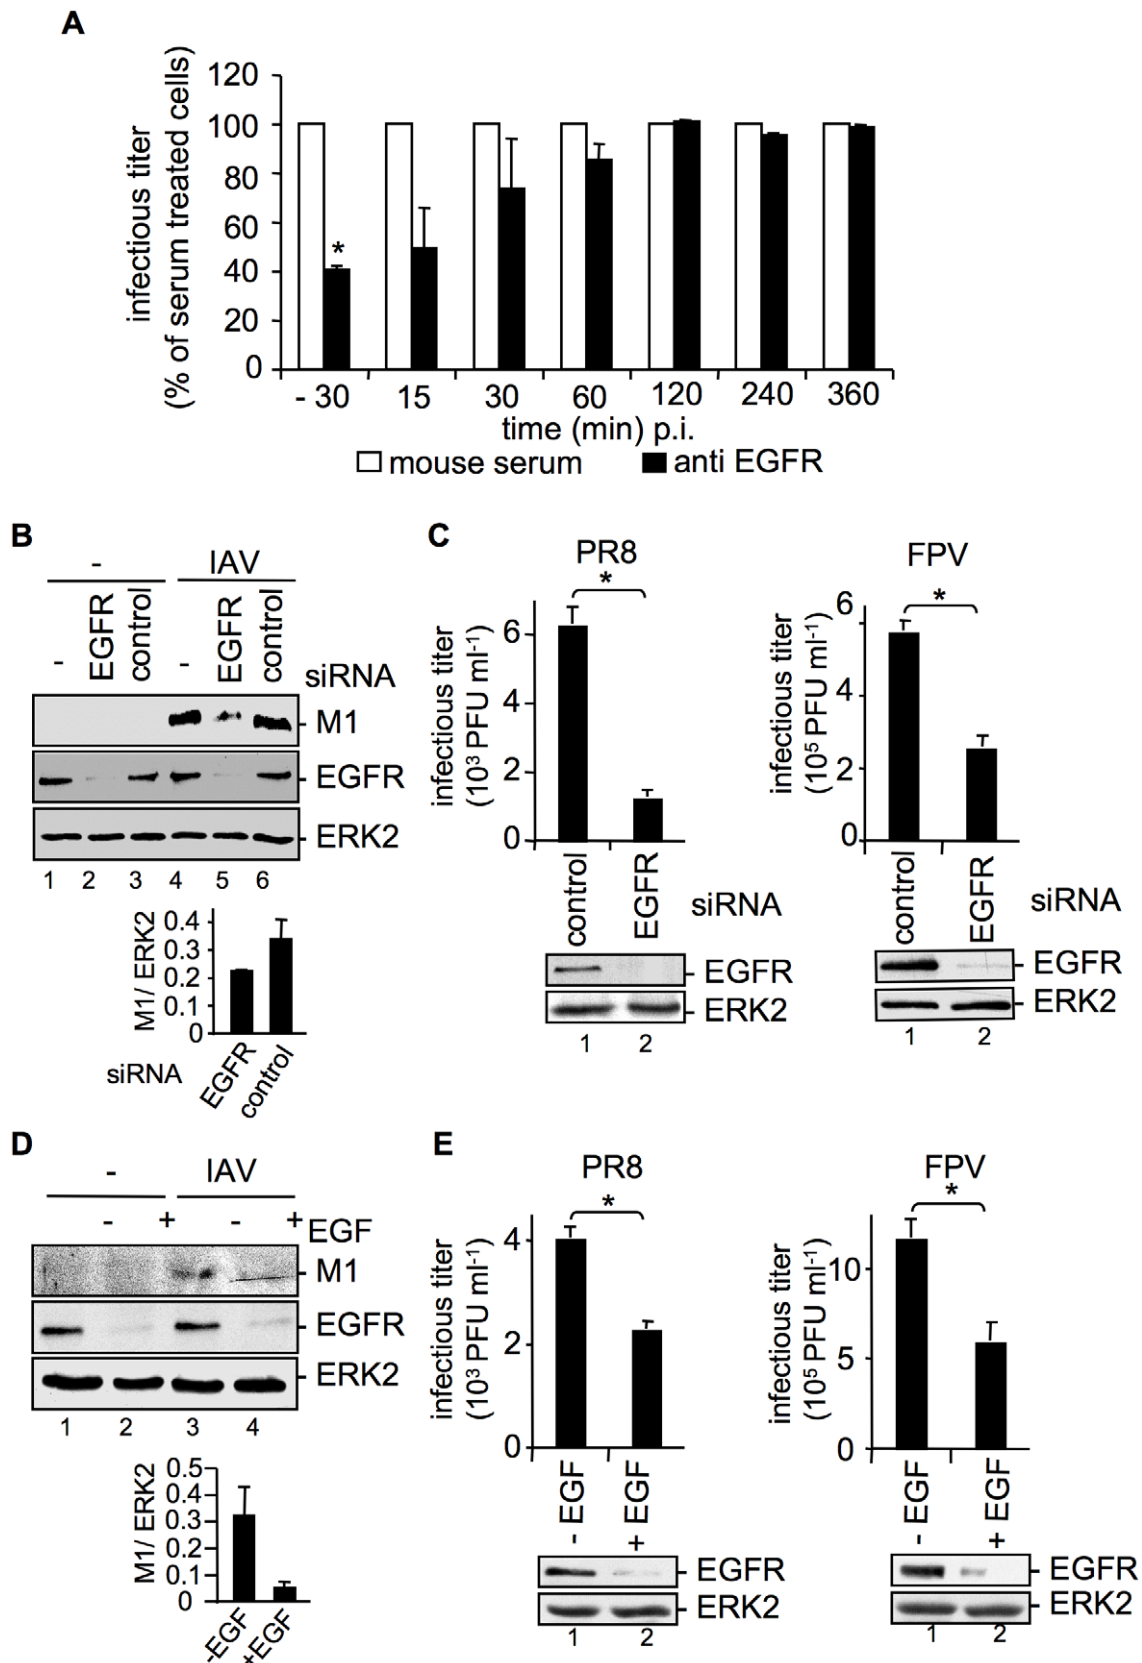 A
infectious titer
(% of serum treated cells)
120
100
80
60
40
20
0
*
- 30 15 30 60 120 240 360
time (min) p.i.
mouse serum anti EGFR
B
- IAV
- EGFR control - EGFR control
siRNA
M1
EGFR
ERK2
1 2 3 4 5 6
M1/ ERK2
0.4
0.3
0.2
0.1
0
siRNA
EGFR control
C
PR8
*
infectious titer
(10³ PFU ml⁻¹)
6
4
2
0
control EGFR
siRNA
EGFR
ERK2
1 2
FPV
*
infectious titer
(10⁵ PFU ml⁻¹)
6
4
2
0
control EGFR
siRNA
EGFR
ERK2
1 2
D
- IAV
- + - + EGF
M1
EGFR
ERK2
1 2 3 4
M1/ ERK2
0.5
0.4
0.3
0.2
0.1
0
-EGF +EGF
E
PR8
*
infectious titer
(10³ PFU ml⁻¹)
4
2
0
- EGF + EGF
EGFR
ERK2
1 2
FPV
*
infectious titer
(10⁵ PFU ml⁻¹)
10
5
0
- EGF + EGF
EGFR
ERK2
1 2